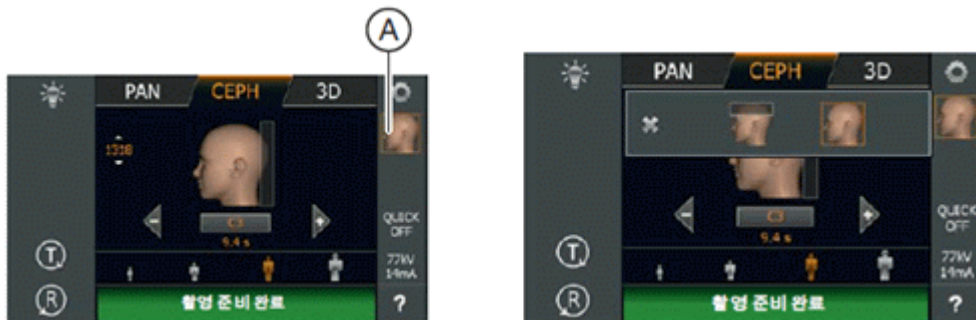 A
PAN CEPH 3D
1318
C3
9.4 s
QUICK
OFF
77kV
14mA
T
R
촬영 준비 완료
?
PAN CEPH 3D
C3
9.4 s
QUICK
OFF
77kV
14mA
T
R
촬영 준비 완료
?